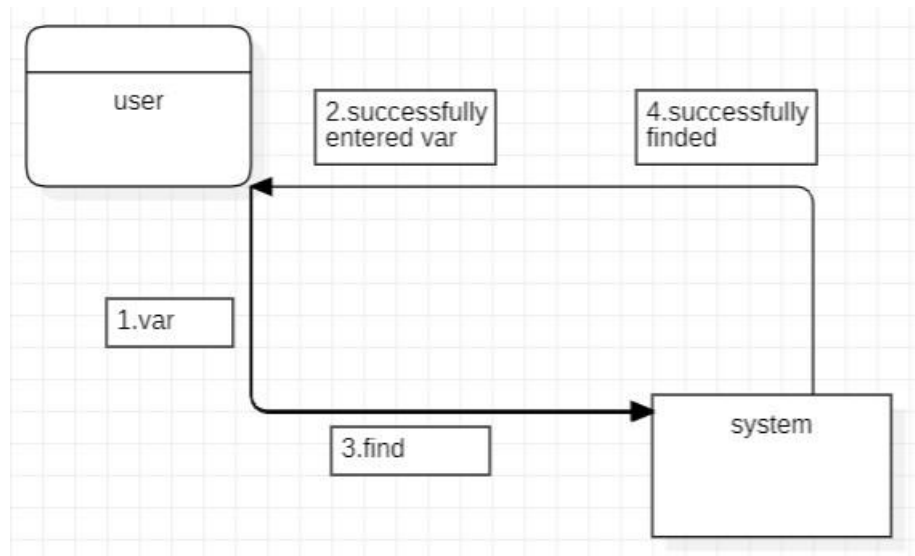 user
2.successfully
entered var
4.successfully
finded
1.var
3.find
system